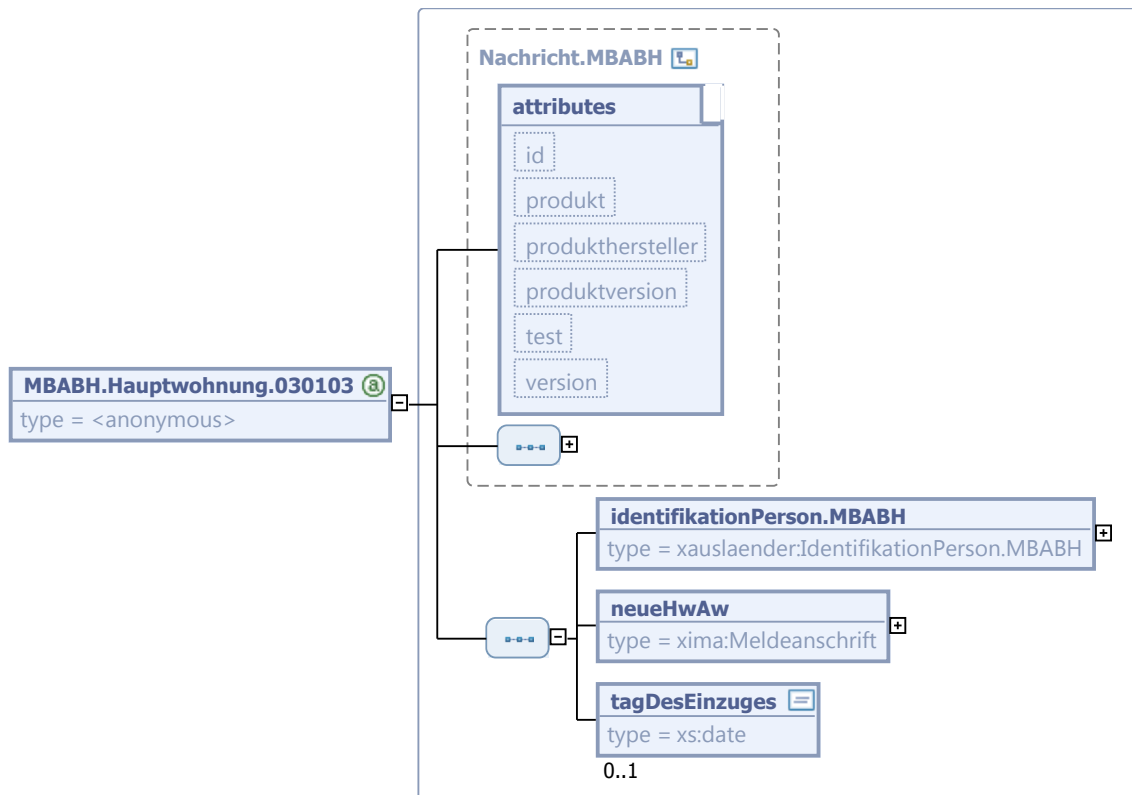 Nachricht.MBABH
attributes
id
produkt
produkthersteller
produktversion
test
version
MBABH.Hauptwohnung.030103 @
type = <anonymous>
identifikationPerson.MBABH
type = xauslaender:IdentifikationPerson.MBABH
neueHwAw
type = xima:Meldeanschrift
tagDesEinzuges
type = xs:date
0..1